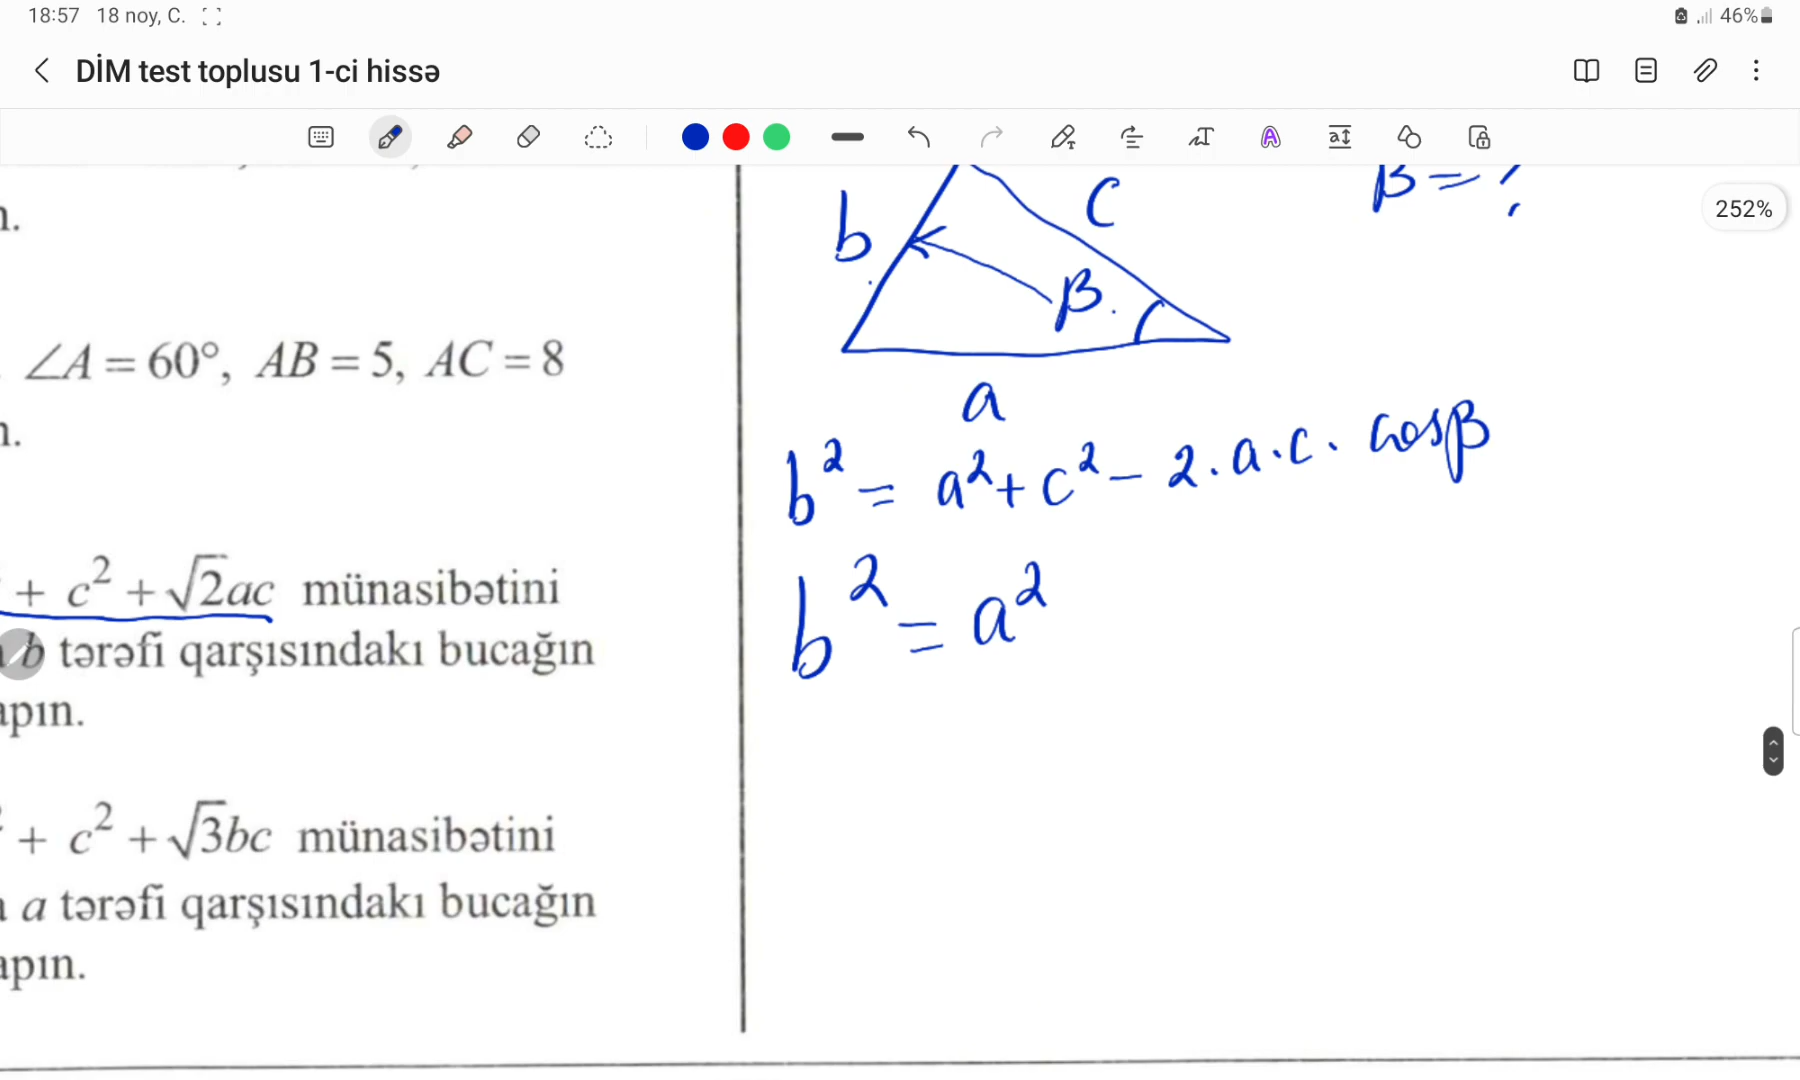 18:57 18 noy, C. 46%
DİM test toplusu 1-ci hissə
252%
∠A = 60°, AB = 5, AC = 8
+ c² + √2ac münasibətini
b tərəfi qarşısındakı bucağın
apın.
+ c² + √3bc münasibətini
a tərəfi qarşısındakı bucağın
apın.
β = ?
b
c
β
a
b² = a² + c² - 2·a·c· cosβ
b² = a²